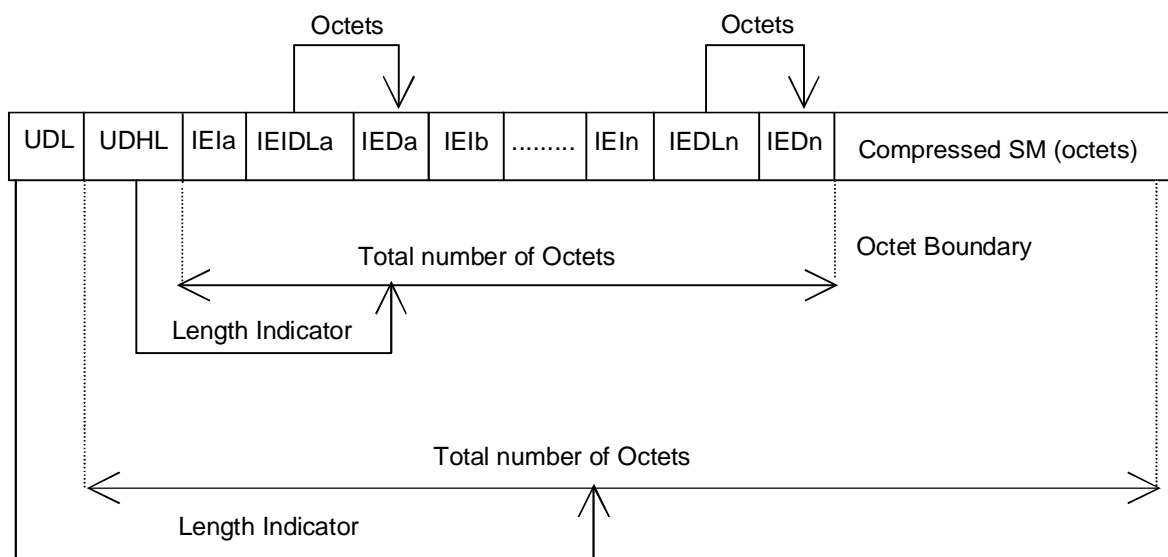 Octets
Octets
UDL
UDHL
IEIa
IEIDLa
IEDa
IEIb
.........
IEIn
IEDLn
IEDn
Compressed SM (octets)
Total number of Octets
Octet Boundary
Length Indicator
Total number of Octets
Length Indicator